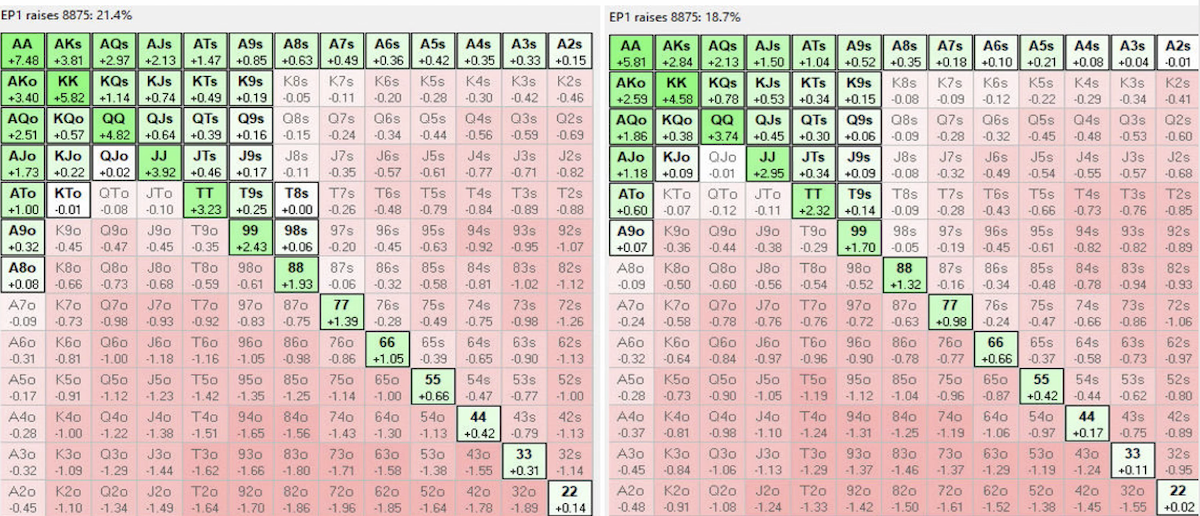 EP1 raises 8875: 21.4%
AA AKs AQs AJs ATs A9s A8s A7s A6s A5s A4s A3s A2s
+7.48 +3.81 +2.97 +2.13 +1.47 +0.85 +0.63 +0.49 +0.36 +0.42 +0.35 +0.33 +0.15
AKo KK KQs KJs KTs K9s K8s K7s K6s K5s K4s K3s K2s
+3.40 +5.82 +1.14 +0.74 +0.49 +0.19 -0.05 -0.11 -0.20 -0.28 -0.30 -0.42 -0.46
AQo KQo QQ QJs QTs Q9s Q8s Q7s Q6s Q5s Q4s Q3s Q2s
+2.51 +0.57 +4.82 +0.64 +0.39 +0.16 -0.15 -0.24 -0.34 -0.44 -0.56 -0.59 -0.69
AJo KJo QJo JJ JTs J9s J8s J7s J6s J5s J4s J3s J2s
+1.73 +0.22 +0.02 +3.92 +0.46 +0.17 -0.11 -0.35 -0.57 -0.61 -0.77 -0.71 -0.82
ATo KTo QTo JTo TT T9s T8s T7s T6s T5s T4s T3s T2s
+1.00 -0.01 -0.08 -0.10 +3.23 +0.25 +0.00 -0.26 -0.48 -0.79 -0.84 -0.89 -0.88
A9o K9o Q9o J9o T9o 99 98s 97s 96s 95s 94s 93s 92s
+0.32 -0.45 -0.47 -0.45 -0.35 +2.43 +0.06 -0.20 -0.45 -0.63 -0.92 -0.95 -1.07
A8o K8o Q8o J8o T8o 98o 88 87s 86s 85s 84s 83s 82s
+0.08 -0.66 -0.73 -0.68 -0.59 -0.61 +1.93 -0.06 -0.32 -0.58 -0.81 -1.02 -1.12
A7o K7o Q7o J7o T7o 97o 87o 77 76s 75s 74s 73s 72s
-0.09 -0.73 -0.98 -0.93 -0.92 -0.83 -0.75 +1.39 -0.28 -0.49 -0.75 -0.98 -1.26
A6o K6o Q6o J6o T6o 96o 86o 76o 66 65s 64s 63s 62s
-0.31 -0.81 -1.00 -1.18 -1.16 -1.05 -0.98 -0.86 +1.05 -0.39 -0.65 -0.90 -1.13
A5o K5o Q5o J5o T5o 95o 85o 75o 65o 55 54s 53s 52s
-0.17 -0.91 -1.12 -1.23 -1.42 -1.35 -1.25 -1.14 -1.00 +0.66 -0.47 -0.77 -1.00
A4o K4o Q4o J4o T4o 94o 84o 74o 64o 54o 44 43s 42s
-0.28 -1.00 -1.22 -1.38 -1.51 -1.65 -1.56 -1.43 -1.30 -1.13 +0.42 -0.79 -1.13
A3o K3o Q3o J3o T3o 93o 83o 73o 63o 53o 43o 33 32s
-0.32 -1.09 -1.29 -1.44 -1.62 -1.66 -1.80 -1.71 -1.58 -1.38 -1.55 +0.31 -1.14
A2o K2o Q2o J2o T2o 92o 82o 72o 62o 52o 42o 32o 22
-0.45 -1.10 -1.34 -1.49 -1.64 -1.70 -1.86 -1.96 -1.85 -1.64 -1.78 -1.89 +0.14
EP1 raises 8875: 18.7%
AA AKs AQs AJs ATs A9s A8s A7s A6s A5s A4s A3s A2s
+5.81 +2.84 +2.13 +1.50 +1.04 +0.52 +0.35 +0.18 +0.10 +0.21 +0.08 +0.04 -0.01
AKo KK KQs KJs KTs K9s K8s K7s K6s K5s K4s K3s K2s
+2.59 +4.58 +0.78 +0.53 +0.34 +0.15 -0.08 -0.09 -0.12 -0.22 -0.29 -0.34 -0.41
AQo KQo QQ QJs QTs Q9s Q8s Q7s Q6s Q5s Q4s Q3s Q2s
+1.86 +0.38 +3.74 +0.45 +0.30 +0.06 -0.09 -0.28 -0.32 -0.45 -0.48 -0.53 -0.60
AJo KJo QJo JJ JTs J9s J8s J7s J6s J5s J4s J3s J2s
+1.18 +0.09 -0.01 +2.95 +0.34 +0.09 -0.08 -0.32 -0.49 -0.54 -0.55 -0.57 -0.68
ATo KTo QTo JTo TT T9s T8s T7s T6s T5s T4s T3s T2s
+0.60 -0.07 -0.12 -0.11 +2.32 +0.14 -0.09 -0.28 -0.43 -0.66 -0.73 -0.76 -0.85
A9o K9o Q9o J9o T9o 99 98s 97s 96s 95s 94s 93s 92s
+0.07 -0.36 -0.44 -0.38 -0.29 +1.70 -0.05 -0.19 -0.45 -0.61 -0.82 -0.82 -0.89
A8o K8o Q8o J8o T8o 98o 88 87s 86s 85s 84s 83s 82s
-0.09 -0.50 -0.60 -0.56 -0.54 -0.52 +1.32 -0.16 -0.34 -0.48 -0.78 -0.94 -0.93
A7o K7o Q7o J7o T7o 97o 87o 77 76s 75s 74s 73s 72s
-0.24 -0.58 -0.78 -0.76 -0.76 -0.72 -0.63 +0.98 -0.24 -0.47 -0.66 -0.86 -1.06
A6o K6o Q6o J6o T6o 96o 86o 76o 66 65s 64s 63s 62s
-0.32 -0.64 -0.84 -0.97 -0.96 -0.90 -0.78 -0.77 +0.66 -0.37 -0.58 -0.73 -0.97
A5o K5o Q5o J5o T5o 95o 85o 75o 65o 55 54s 53s 52s
-0.28 -0.73 -0.90 -1.05 -1.19 -1.12 -1.04 -0.96 -0.87 +0.42 -0.44 -0.62 -0.80
A4o K4o Q4o J4o T4o 94o 84o 74o 64o 54o 44 43s 42s
-0.37 -0.81 -0.98 -1.10 -1.24 -1.31 -1.25 -1.19 -1.06 -0.97 +0.17 -0.75 -0.89
A3o K3o Q3o J3o T3o 93o 83o 73o 63o 53o 43o 33 32s
-0.45 -0.84 -1.06 -1.13 -1.29 -1.37 -1.46 -1.37 -1.29 -1.19 -1.24 +0.11 -0.95
A2o K2o Q2o J2o T2o 92o 82o 72o 62o 52o 42o 32o 22
-0.48 -0.91 -1.08 -1.24 -1.33 -1.42 -1.50 -1.61 -1.52 -1.38 -1.45 -1.55 +0.02